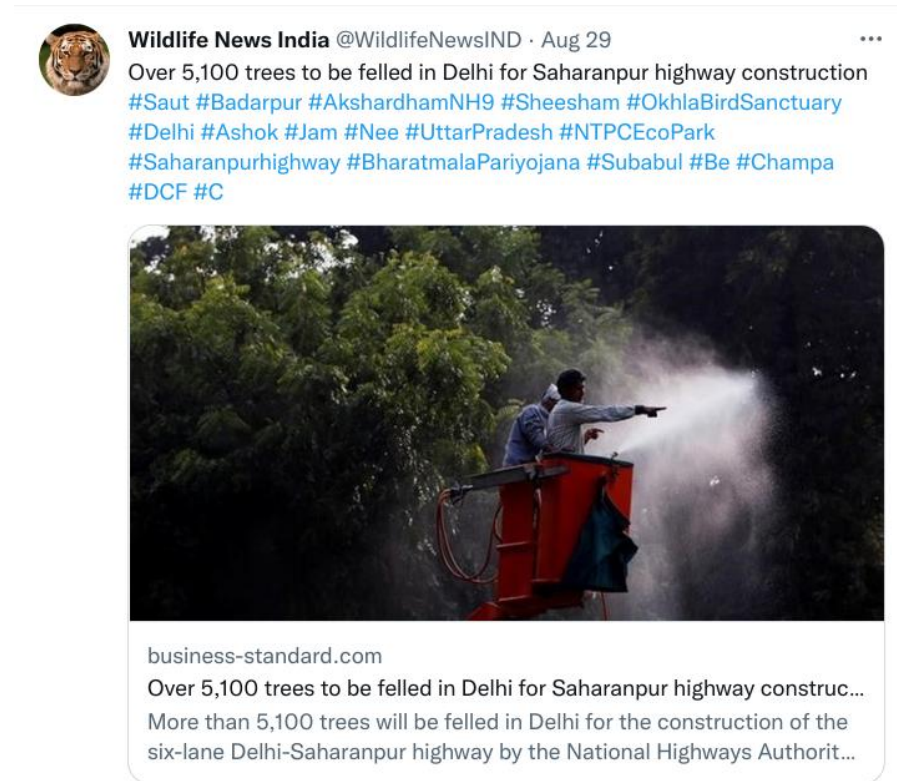 Wildlife News India @WildlifeNewsIND · Aug 29
Over 5,100 trees to be felled in Delhi for Saharanpur highway construction
#Saut #Badarpur #AkshardhamNH9 #Sheesham #OkhlaBirdSanctuary
#Delhi #Ashok #Jam #Nee #UttarPradesh #NTPCEcoPark
#Saharanpurhighway #BharatmalaPariyojana #Subabul #Be #Champa
#DCF #C
business-standard.com
Over 5,100 trees to be felled in Delhi for Saharanpur highway construc...
More than 5,100 trees will be felled in Delhi for the construction of the
six-lane Delhi-Saharanpur highway by the National Highways Authorit...